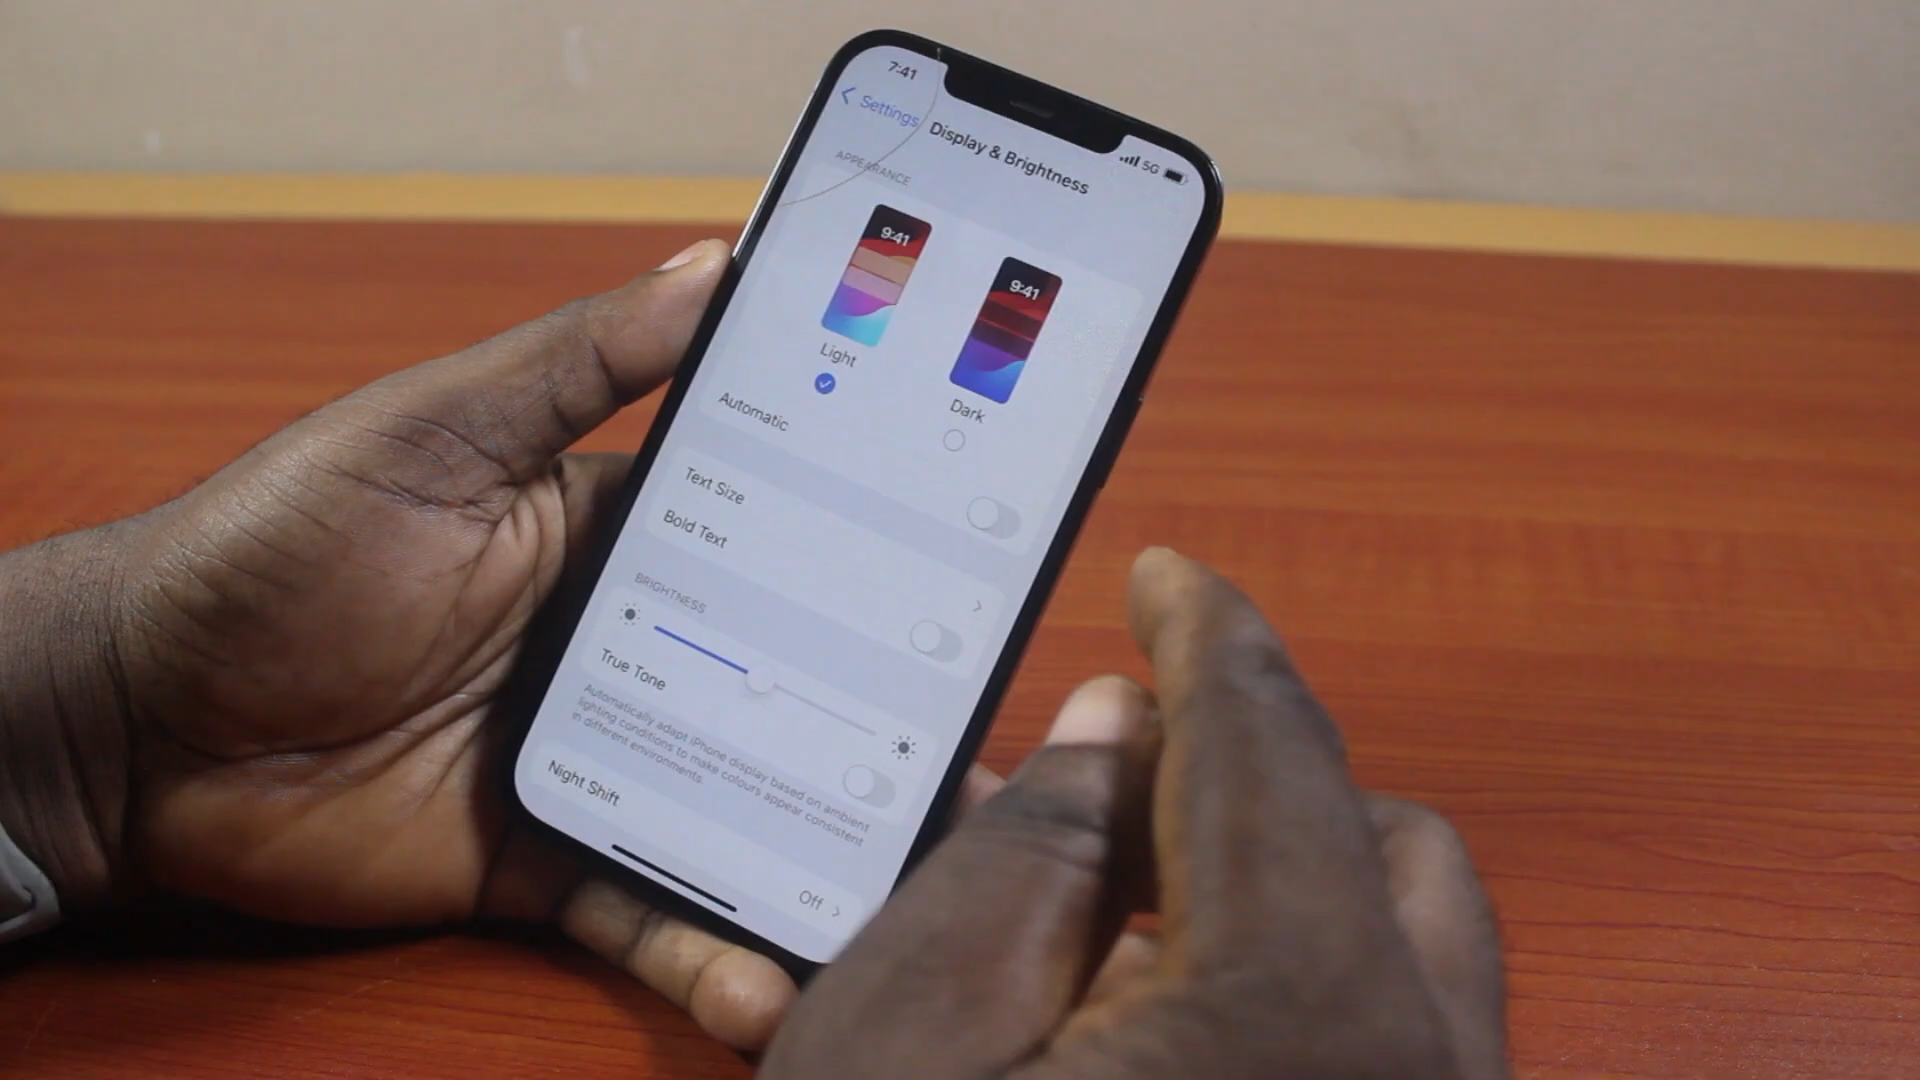 7:41
5G
Settings
Display & Brightness
APPEARANCE
9:41
9:41
Light
Dark
Automatic
Text Size
Bold Text
BRIGHTNESS
True Tone
Automatically adapt iPhone display based on ambient
lighting conditions to make colours appear consistent
in different environments.
Night Shift
Off